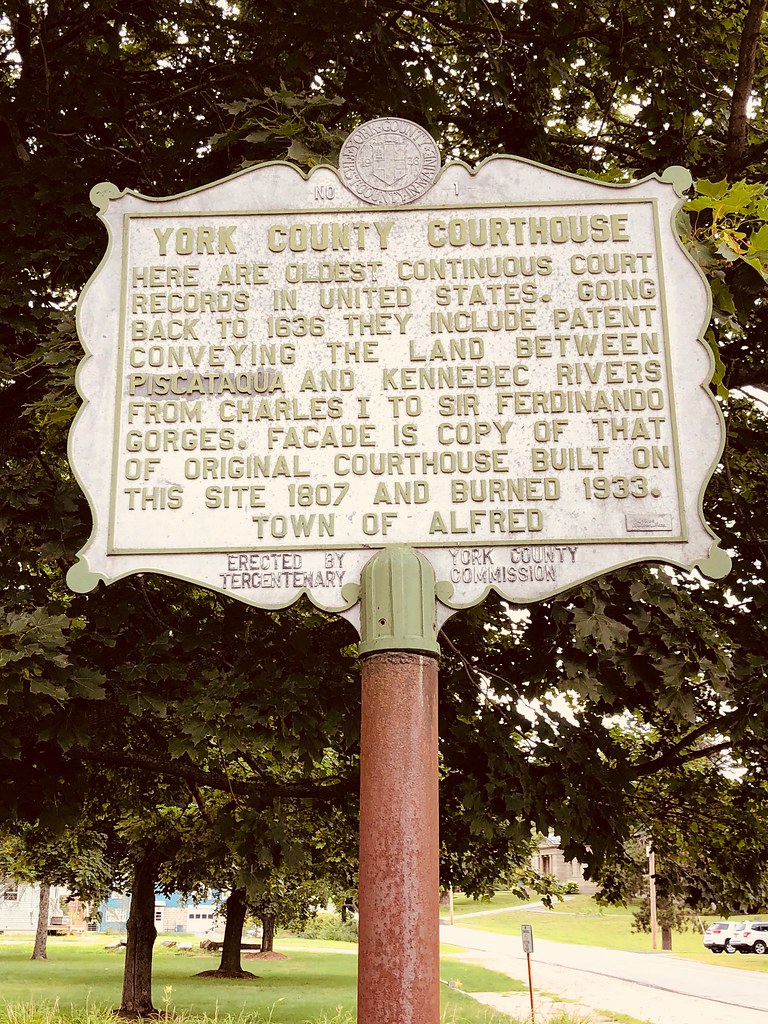 1636
NO 1
YORK COUNTY COURTHOUSE
HERE ARE OLDEST CONTINUOUS COURT
RECORDS IN UNITED STATES. GOING
BACK TO 1636 THEY INCLUDE PATENT
CONVEYING THE LAND BETWEEN
PISCATAQUA AND KENNEBEC RIVERS
FROM CHARLES I TO SIR FERDINANDO
GORGES. FACADE IS COPY OF THAT
OF ORIGINAL COURTHOUSE BUILT ON
THIS SITE 1807 AND BURNED 1933.
TOWN OF ALFRED
ERECTED BY YORK COUNTY
TERCENTENARY COMMISSION